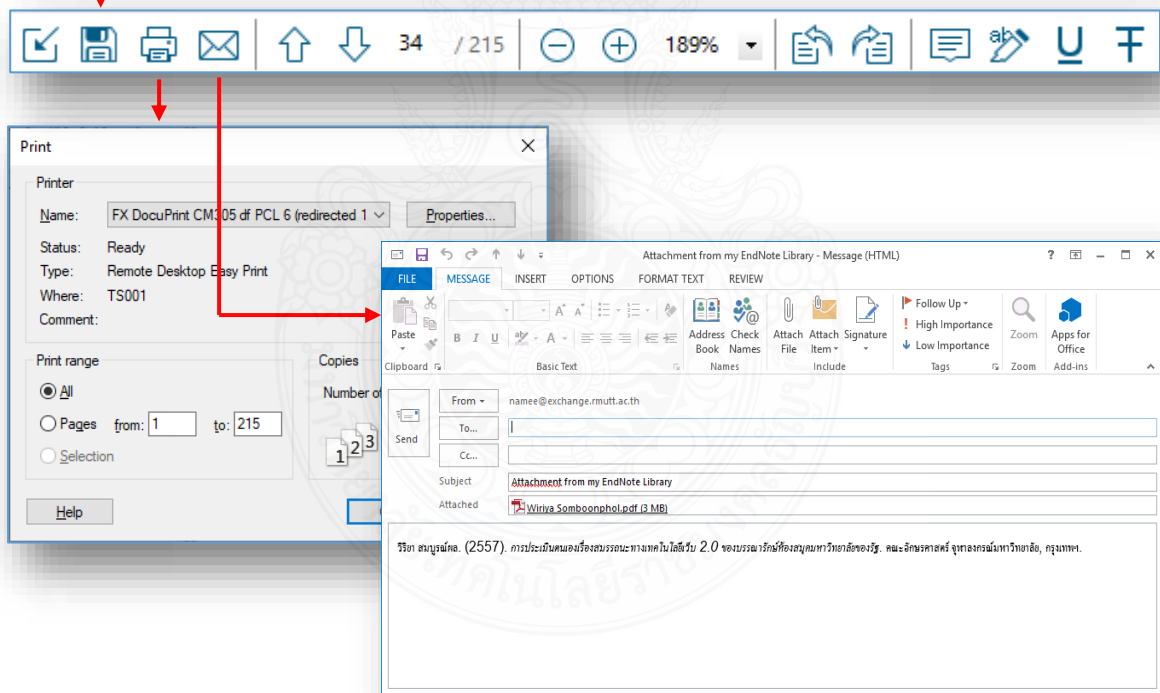 34 / 215 189% ab U T
Print
Printer
Name: FX DocuPrint CM305 df PCL 6 (redirected 1 Properties...
Status: Ready
Type: Remote Desktop Easy Print
Where: TS001
Comment:
Print range
All
Pages from: 1 to: 215
Selection
Copies
Number of
1 2 3
Help
Attachment from my EndNote Library - Message (HTML)
FILE MESSAGE INSERT OPTIONS FORMAT TEXT REVIEW
Paste
Clipboard
B I U
Basic Text
Address Book
Check Names
Names
Attach File
Attach Item
Signature
Include
Follow Up
High Importance
Low Importance
Tags
Zoom
Zoom
Apps for Office
Add-ins
Send
From namee@exchange.rmutt.ac.th
To...
Cc...
Subject Attachment from my EndNote Library
Attached Wiriya Somboonphol.pdf (3 MB)
วิริยา สมบูรณ์ผล. (2557). การประเมินตนเองเรื่องสมรรถนะทางเทคโนโลยีเว็บ 2.0 ของบรรณารักษ์ห้องสมุดมหาวิทยาลัยของรัฐ. คณะอักษรศาสตร์ จุฬาลงกรณ์มหาวิทยาลัย, กรุงเทพฯ.